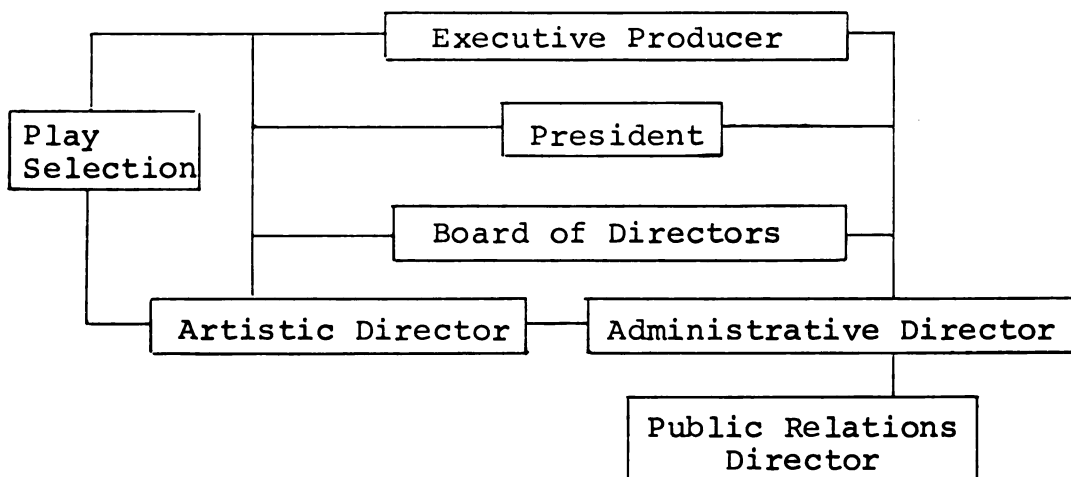 Executive Producer
Play
Selection
President
Board of Directors
Artistic Director
Administrative Director
Public Relations
Director